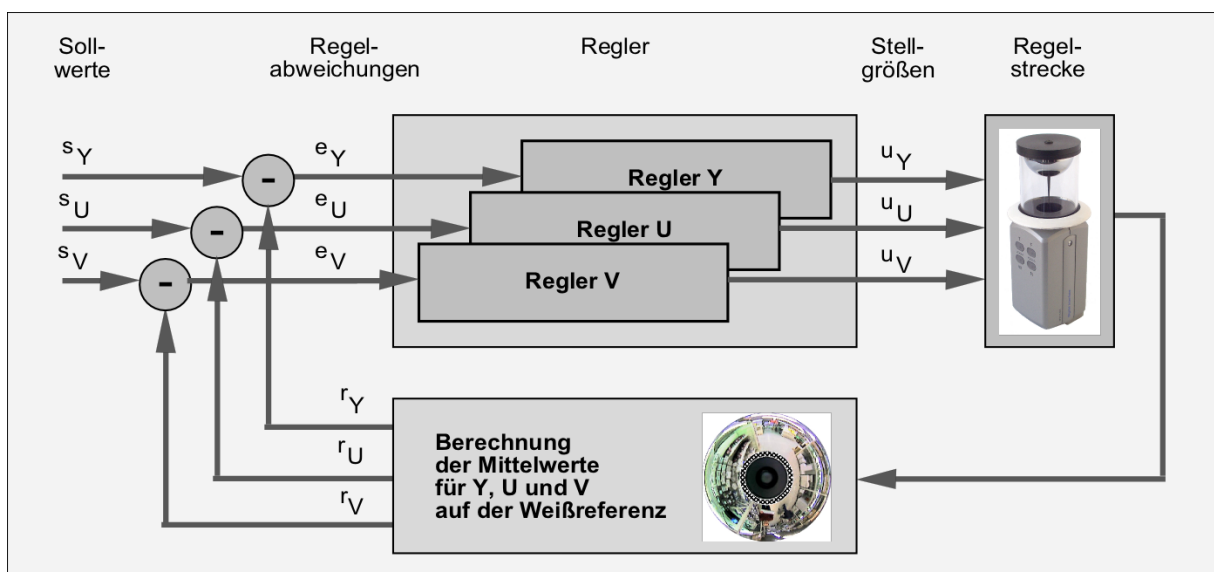 Soll-
werte
Regel-
abweichungen
Regler
Stell-
größen
Regel-
strecke
sY
eY
Regler Y
uY
sU
eU
Regler U
uU
sV
eV
Regler V
uV
-
-
-
rY
rU
rV
Berechnung
der Mittelwerte
für Y, U und V
auf der Weißreferenz